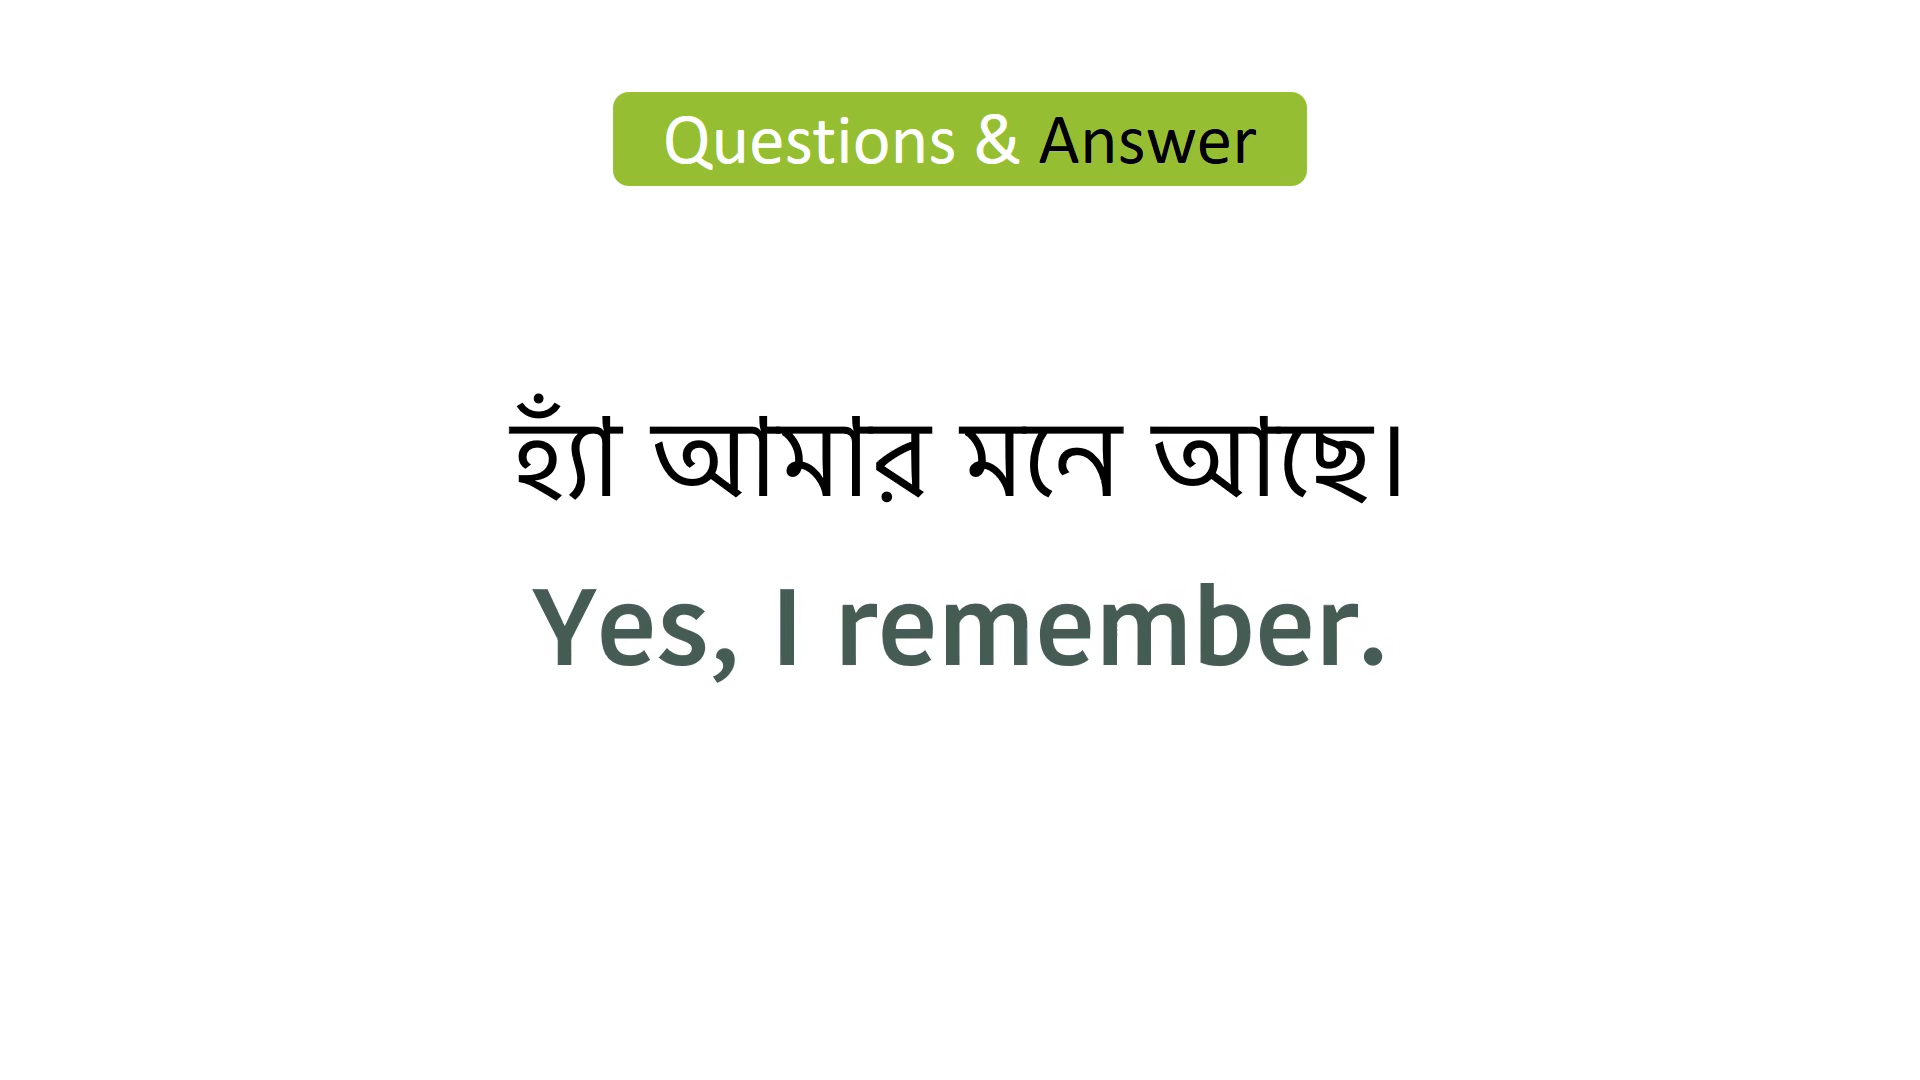 Questions & Answer
হ্যাঁ আমার মনে আছে।
Yes, I remember.